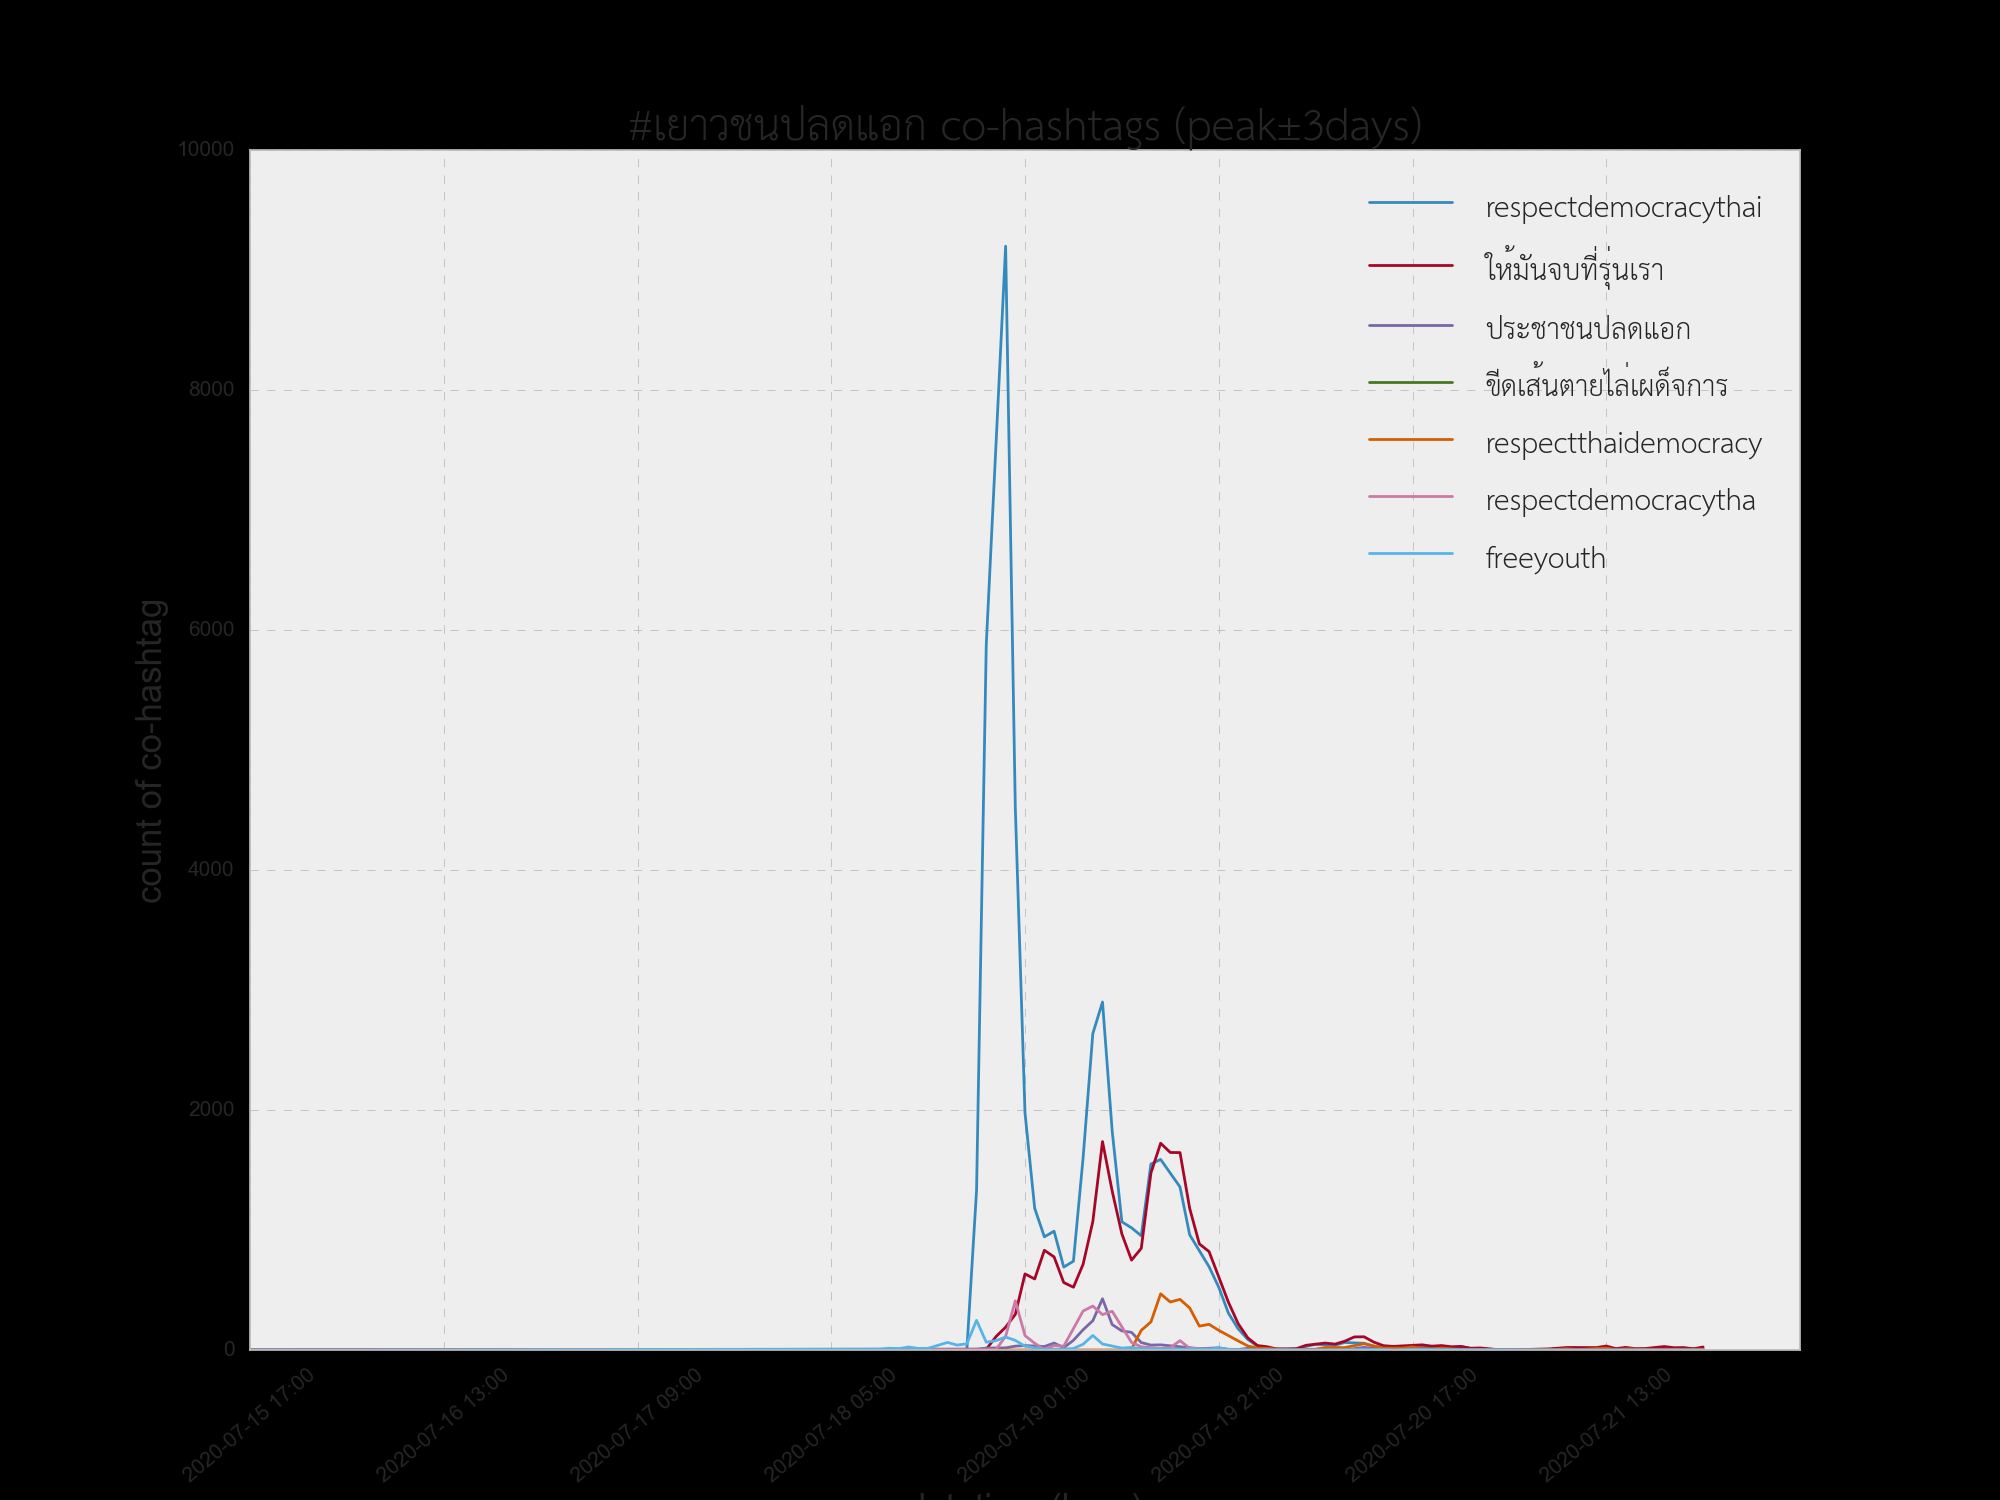 #เยาวชนปลดแอก co-hashtags (peak±3days)
10000
8000
6000
4000
2000
0
count of co-hashtag
respectdemocracythai
ให้มันจบที่รุ่นเรา
ประชาชนปลดแอก
ขีดเส้นตายไล่เผด็จการ
respectthaidemocracy
respectdemocracytha
freeyouth
2020-07-15 17:00
2020-07-16 13:00
2020-07-17 09:00
2020-07-18 05:00
2020-07-19 01:00
2020-07-19 21:00
2020-07-20 17:00
2020-07-21 13:00